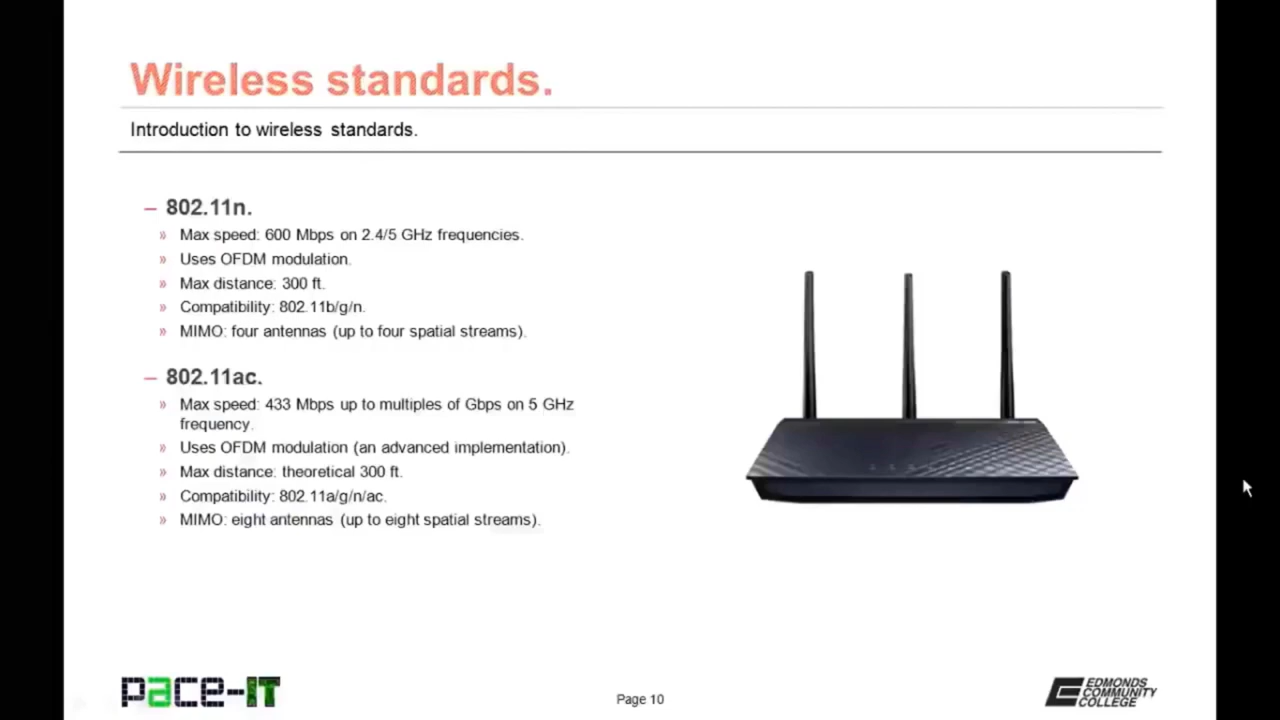 Wireless standards.
Introduction to wireless standards.
– 802.11n.
» Max speed: 600 Mbps on 2.4/5 GHz frequencies.
» Uses OFDM modulation.
» Max distance: 300 ft.
» Compatibility: 802.11b/g/n.
» MIMO: four antennas (up to four spatial streams).
– 802.11ac.
» Max speed: 433 Mbps up to multiples of Gbps on 5 GHz
frequency.
» Uses OFDM modulation (an advanced implementation).
» Max distance: theoretical 300 ft.
» Compatibility: 802.11a/g/n/ac.
» MIMO: eight antennas (up to eight spatial streams).
pace-IT
Page 10
EDMONDS
COMMUNITY
COLLEGE